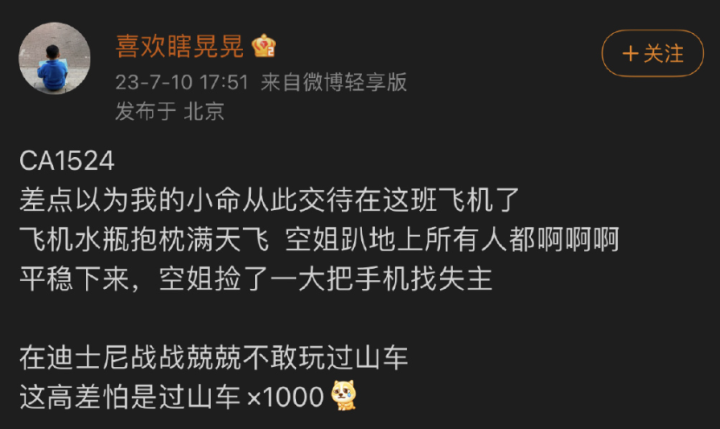 喜欢瞎晃晃
+关注
23-7-10 17:51 来自微博轻享版
发布于 北京
CA1524
差点以为我的小命从此交待在这班飞机了
飞机水瓶抱枕满天飞 空姐趴地上所有人都啊啊啊
平稳下来，空姐捡了一大把手机找失主
在迪士尼战战兢兢不敢玩过山车
这高差怕是过山车×1000